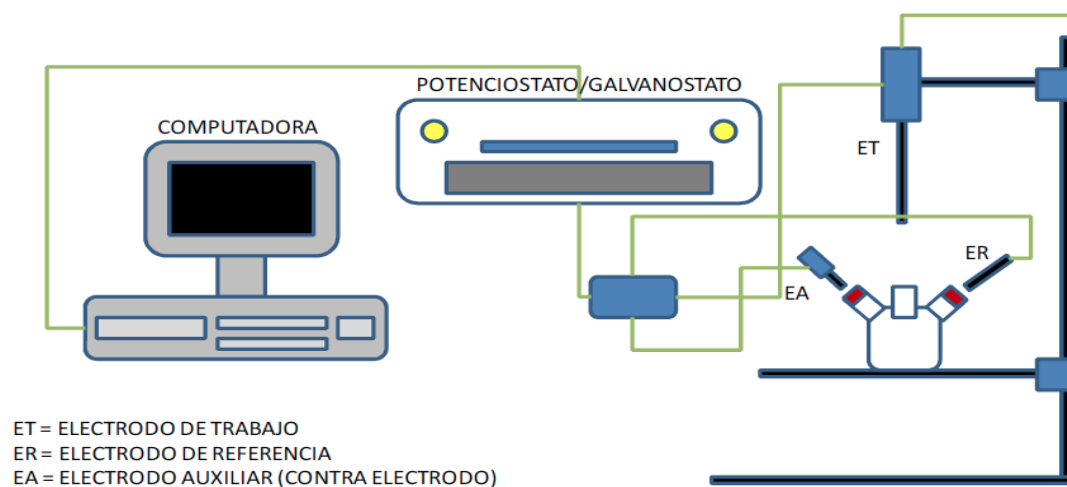 POTENCIOSTATO/GALVANOSTATO
COMPUTADORA
ET
ER
EA
ET = ELECTRODO DE TRABAJO
ER = ELECTRODO DE REFERENCIA
EA = ELECTRODO AUXILIAR (CONTRA ELECTRODO)